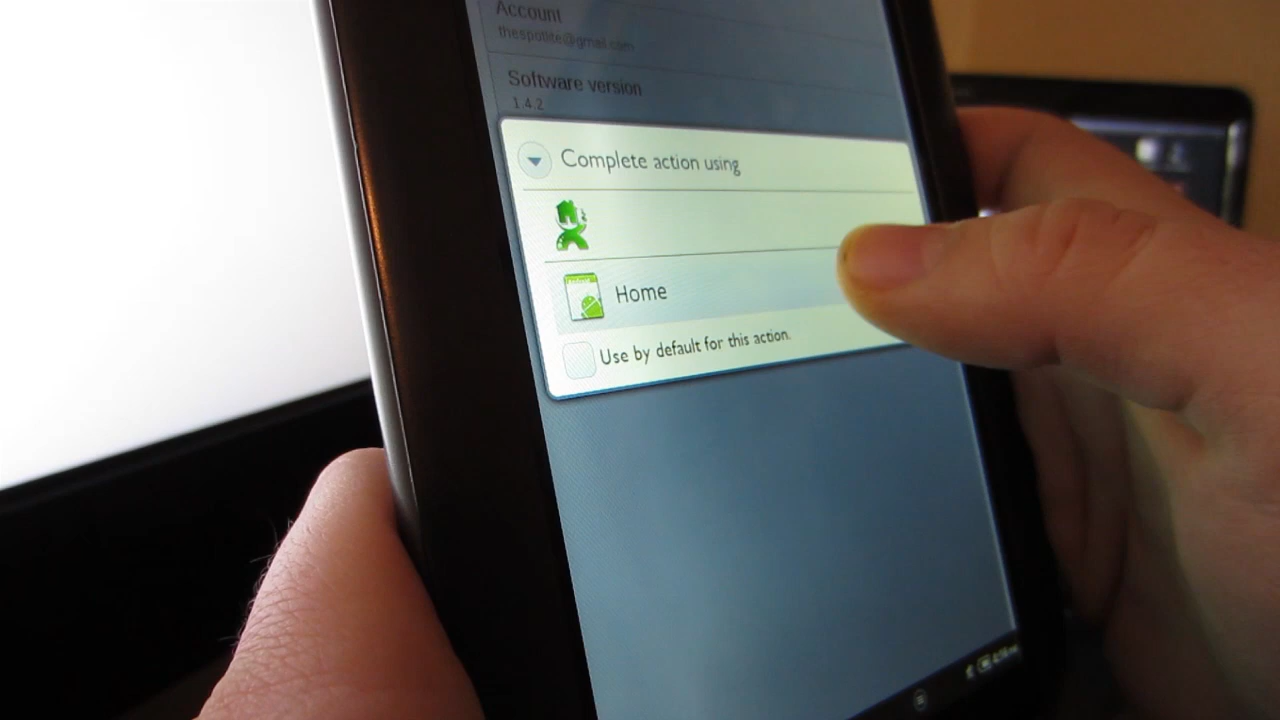 Account
thespotlite@gmail.com
Software version
1.4.2
Complete action using
Home
Use by default for this action.